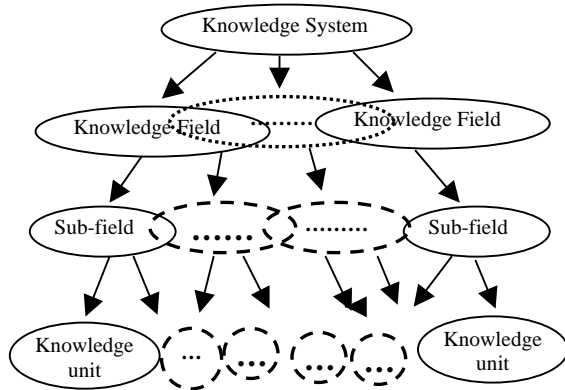 Knowledge System
Knowledge Field ........ Knowledge Field
Sub-field ...... ......... Sub-field
Knowledge
unit
... ... ... ...
Knowledge
unit